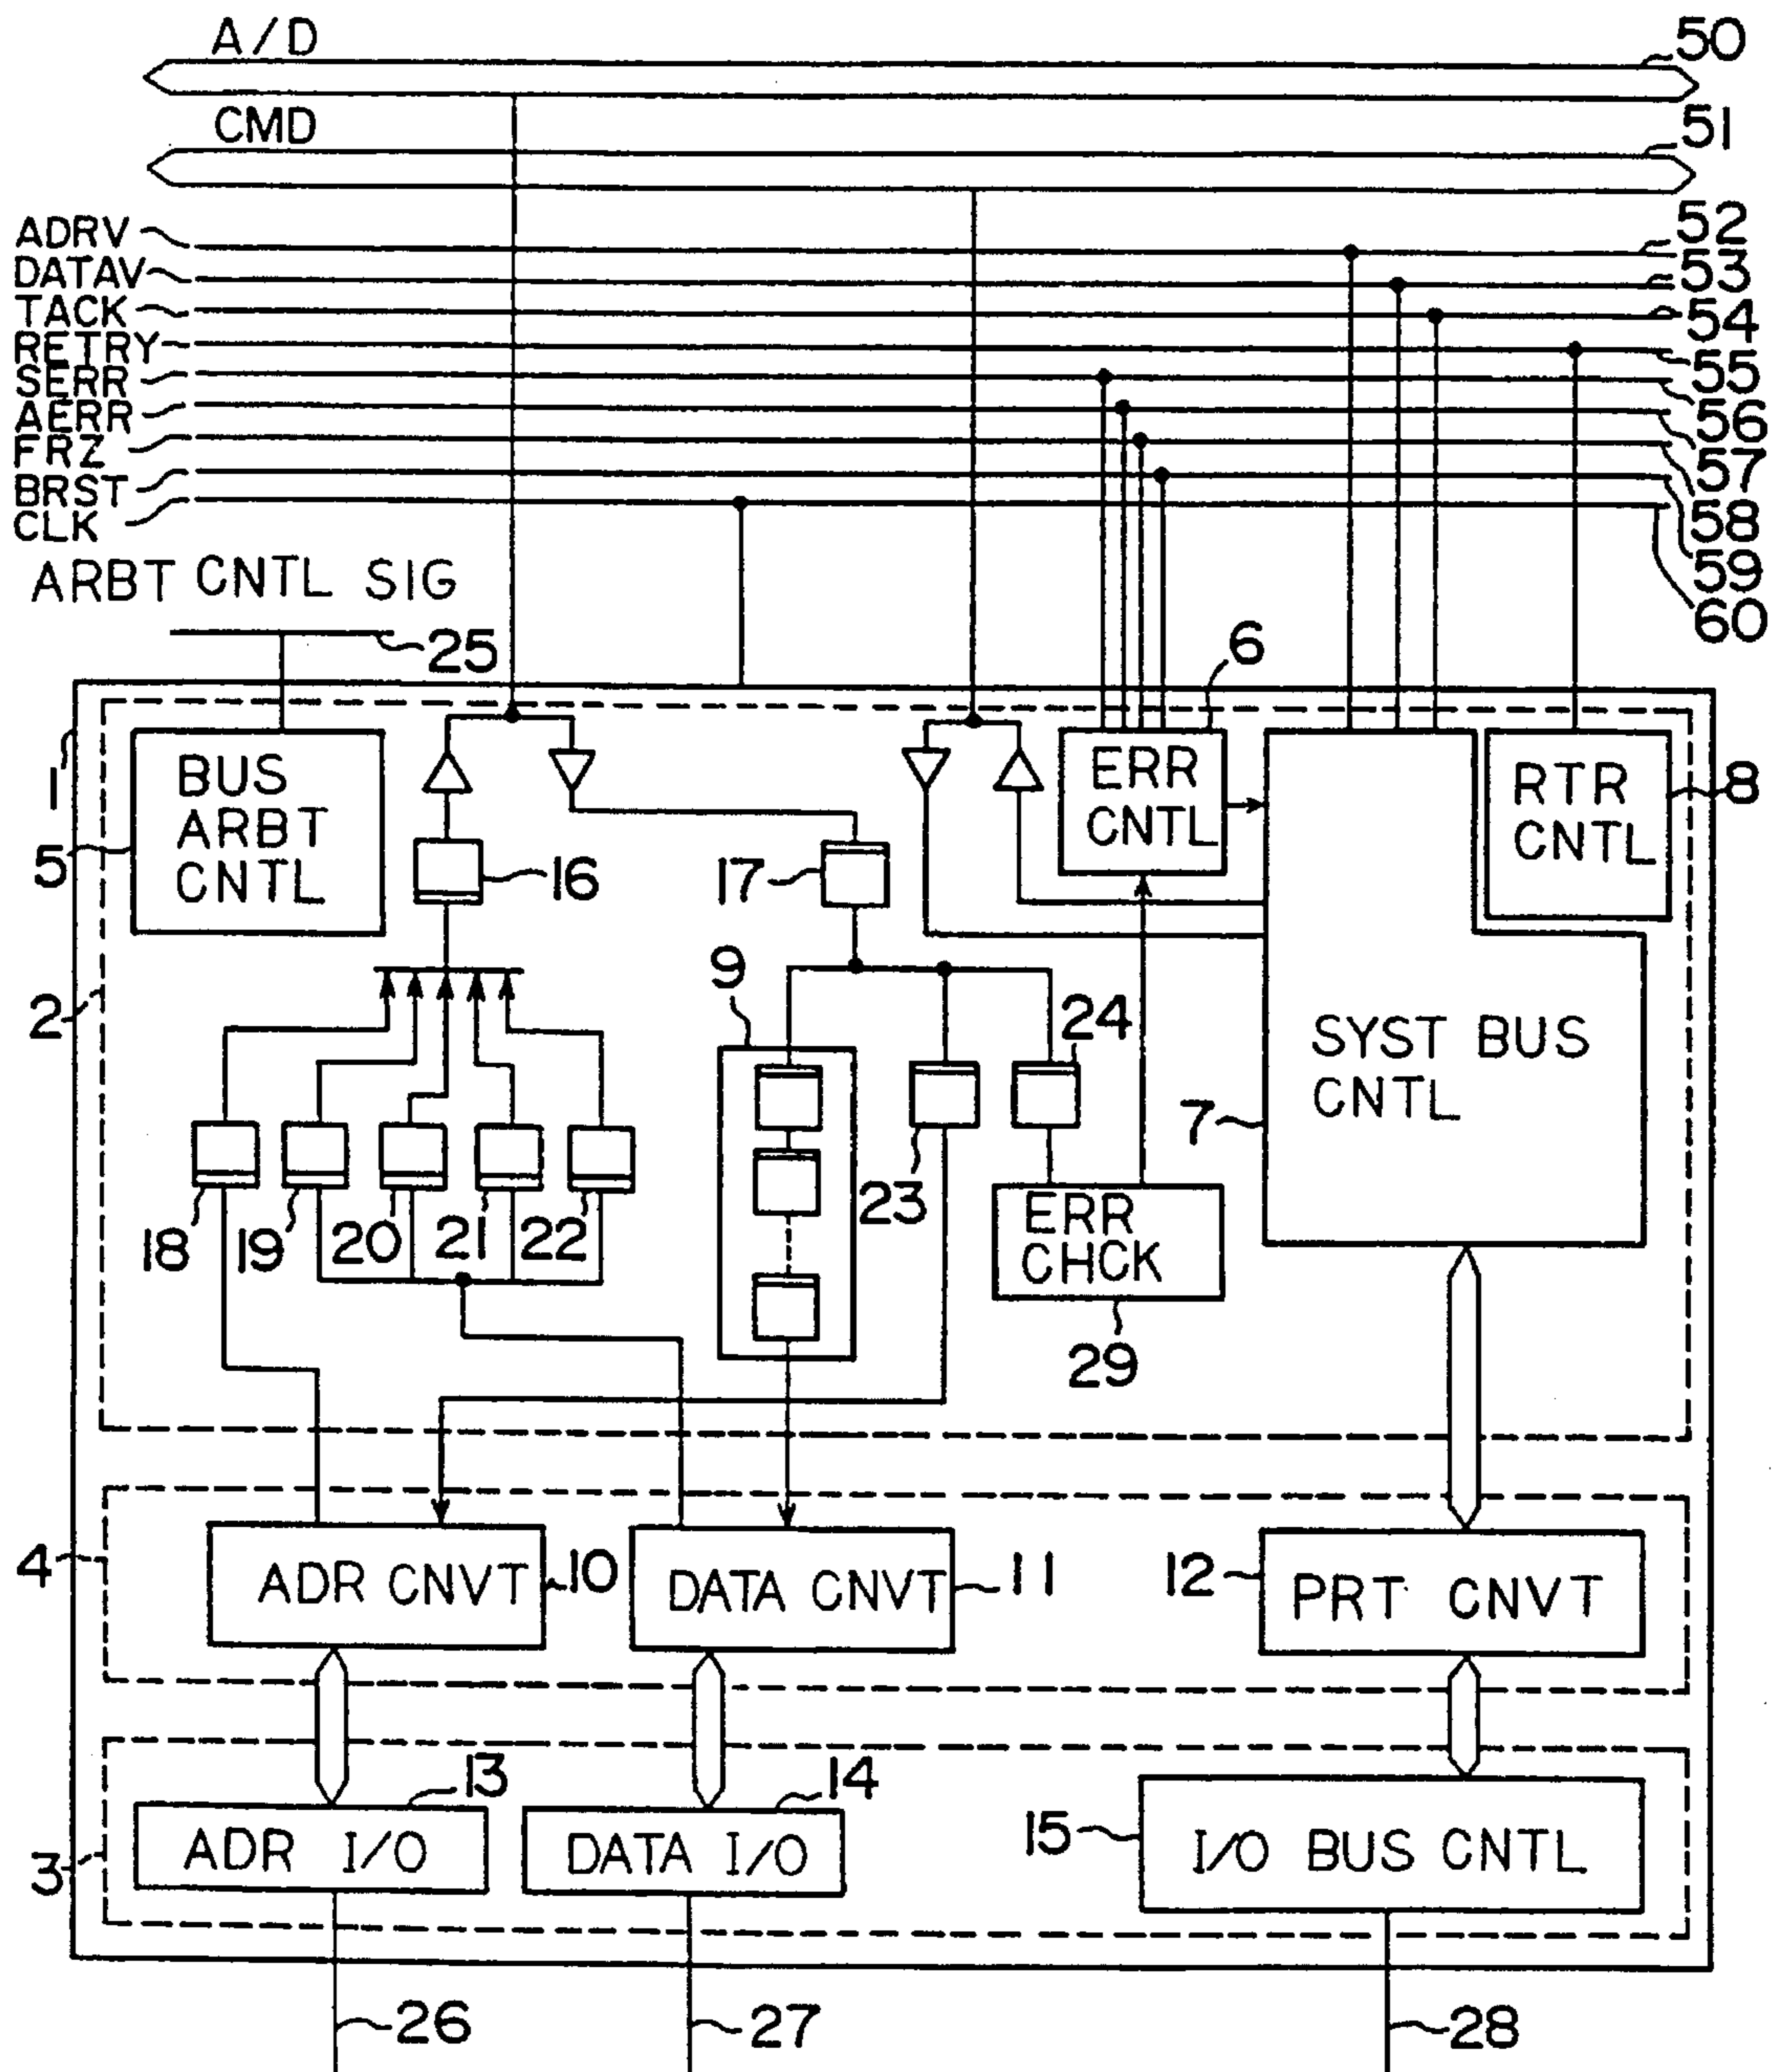 A/D
50
CMD
51
ADRV
52
DATAV
53
TACK
54
RETRY
55
SERR
56
AERR
57
FRZ
58
BRST
59
CLK
60
ARBT CNTL SIG
25
6
1
BUS
ARBT
CNTL
5
ERR
CNTL
RTR
CNTL
8
16
17
2
9
24
SYST BUS
CNTL
7
18
19
20
21
22
23
ERR
CHCK
29
4
ADR CNVT
10
DATA CNVT
11
12
PRT CNVT
13
14
3
ADR I/O
DATA I/O
15
I/O BUS CNTL
26
27
28